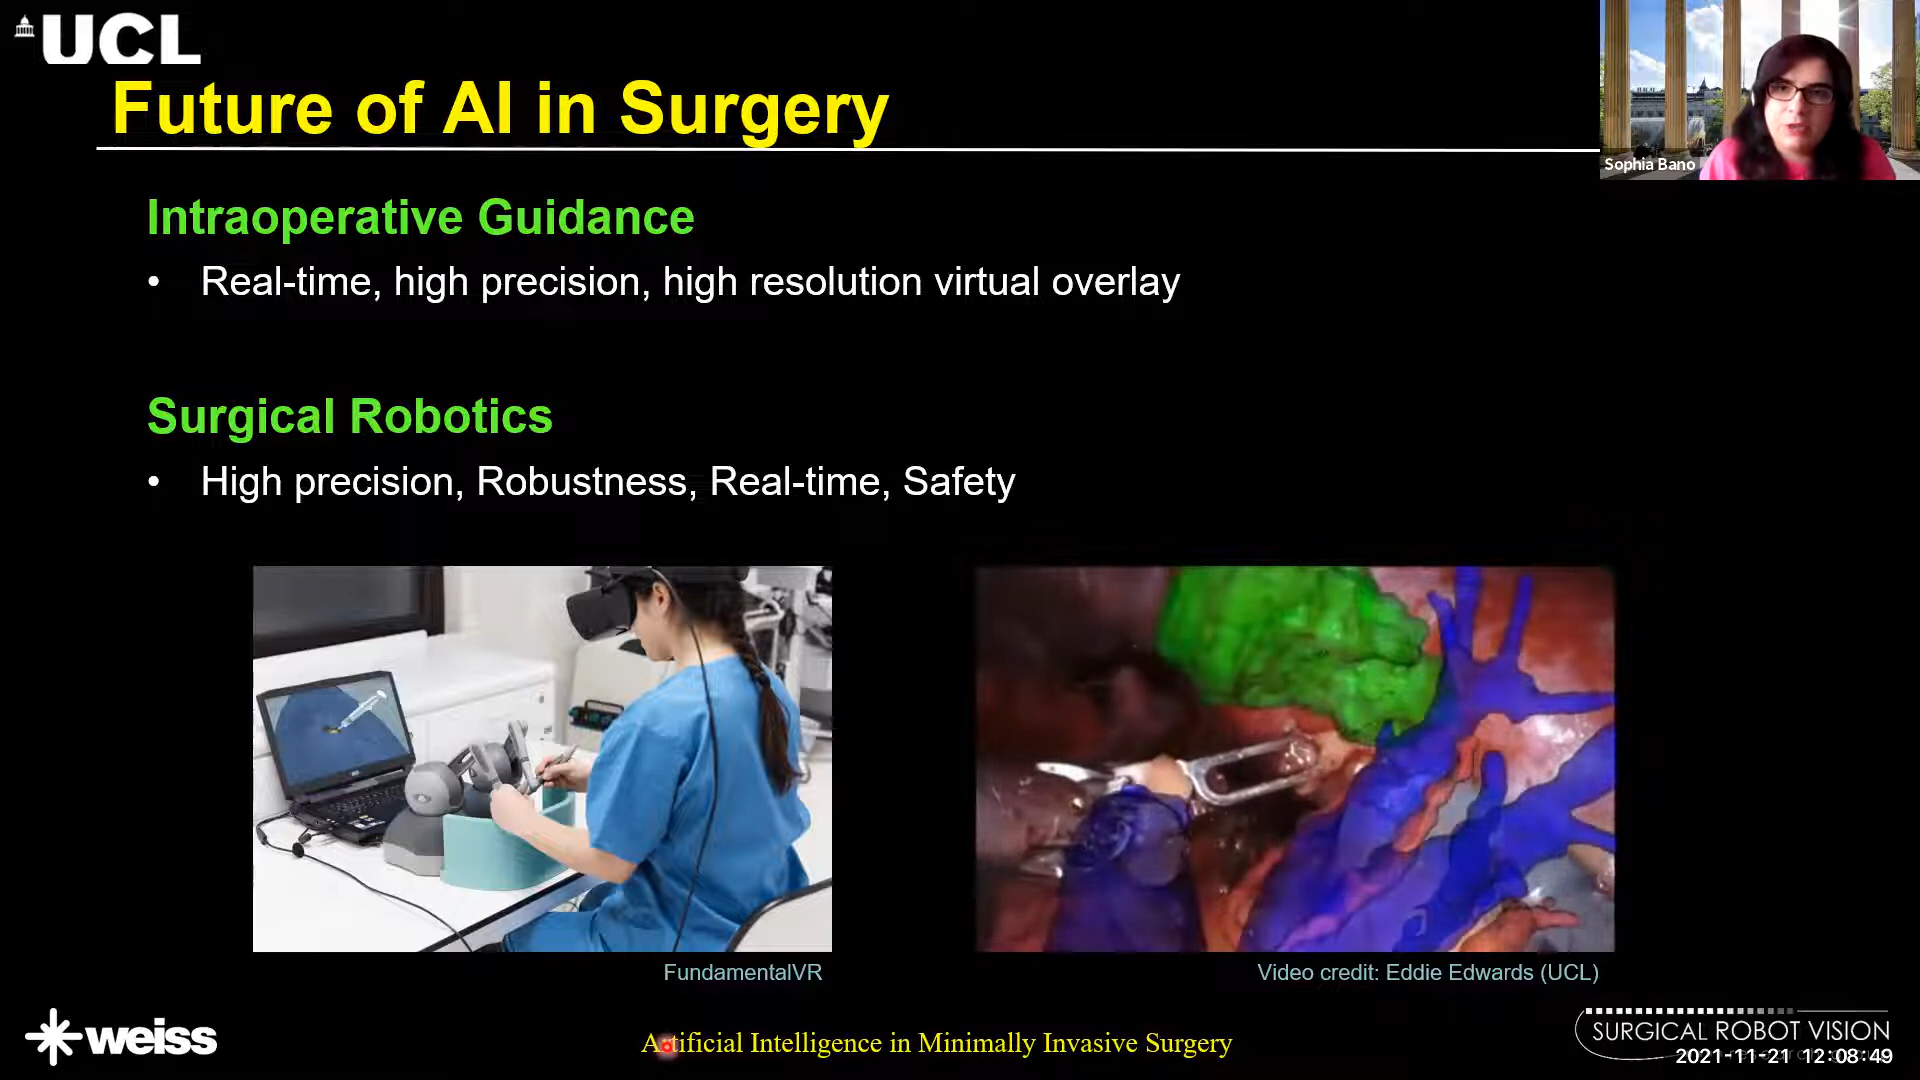 UCL
Future of AI in Surgery
Sophia Bano
Intraoperative Guidance
• Real-time, high precision, high resolution virtual overlay
Surgical Robotics
• High precision, Robustness, Real-time, Safety
FundamentalVR
Video credit: Eddie Edwards (UCL)
weiss
Artificial Intelligence in Minimally Invasive Surgery
SURGICAL ROBOT VISION
2021-11-21 12:08:49